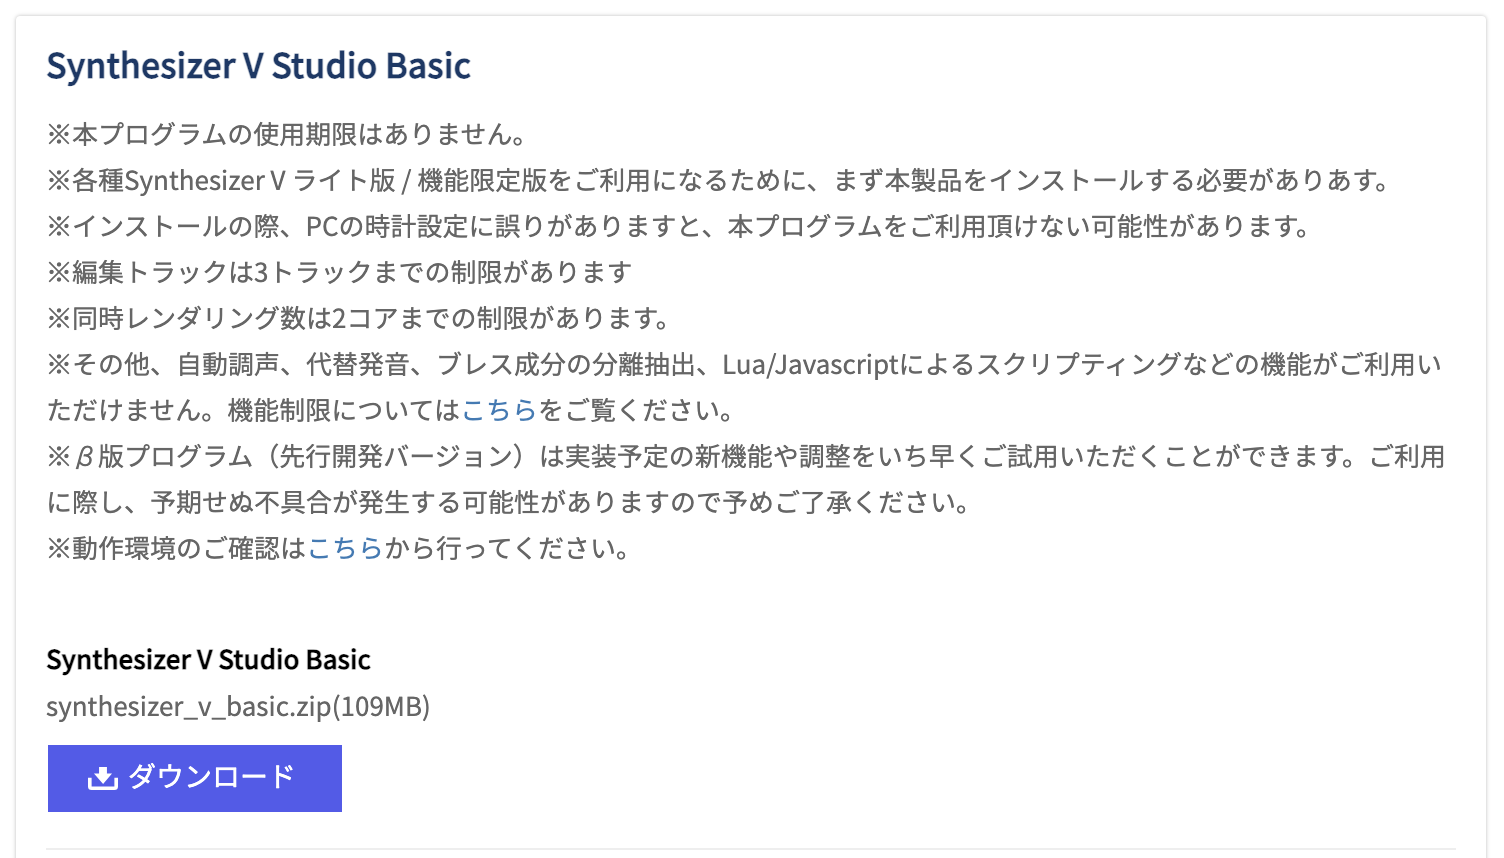 Synthesizer V Studio Basic
※本プログラムの使用期限はありません。
※各種Synthesizer V ライト版 / 機能限定版をご利用になるために、まず本製品をインストールする必要がありあす。
※インストールの際、PCの時計設定に誤りがありますと、本プログラムをご利用頂けない可能性があります。
※編集トラックは3トラックまでの制限があります
※同時レンダリング数は2コアまでの制限があります。
※その他、自動調声、代替発音、ブレス成分の分離抽出、Lua/Javascriptによるスクリプティングなどの機能がご利用い
ただけません。機能制限についてはこちらをご覧ください。
※β版プログラム（先行開発バージョン）は実装予定の新機能や調整をいち早くご試用いただくことができます。ご利用
に際し、予期せぬ不具合が発生する可能性がありますので予めご了承ください。
※動作環境のご確認はこちらから行ってください。
Synthesizer V Studio Basic
synthesizer_v_basic.zip(109MB)
ダウンロード